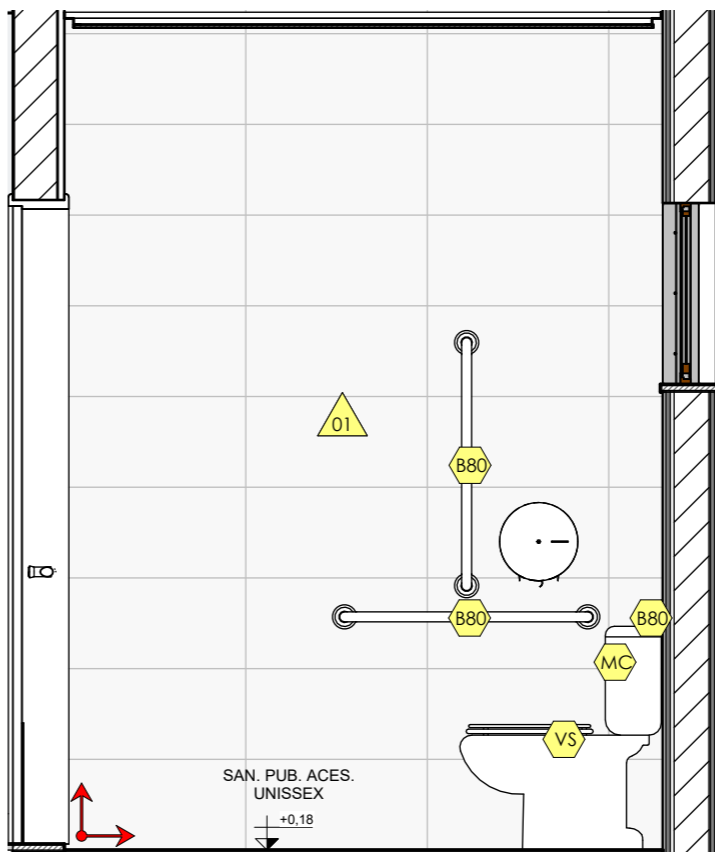 01
B80
B80
B80
MC
VS
SAN. PUB. ACES.
UNISSEX
+0,18